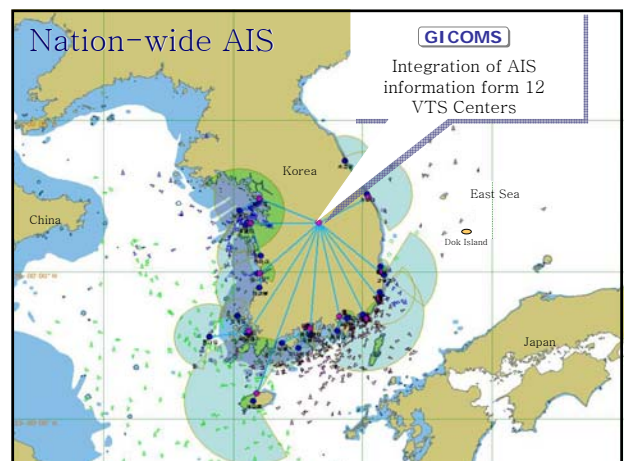 Nation-wide AIS
GICOMS
Integration of AIS
information form 12
VTS Centers
Korea
East Sea
China
Dok Island
Japan